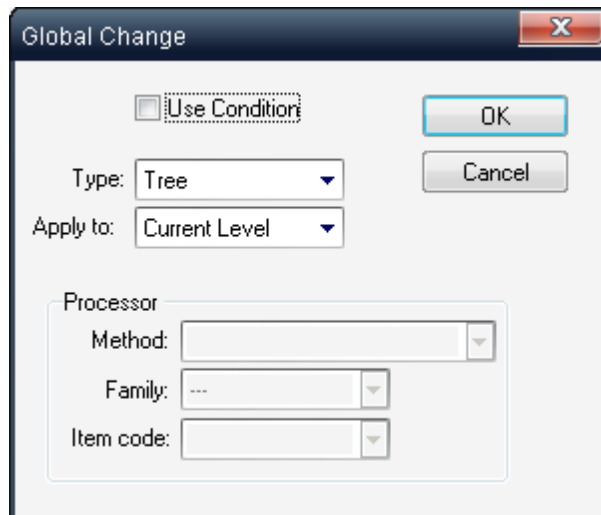 Global Change
Use Condition
OK
Type: Tree
Cancel
Apply to: Current Level
Processor
Method:
Family: ---
Item code: